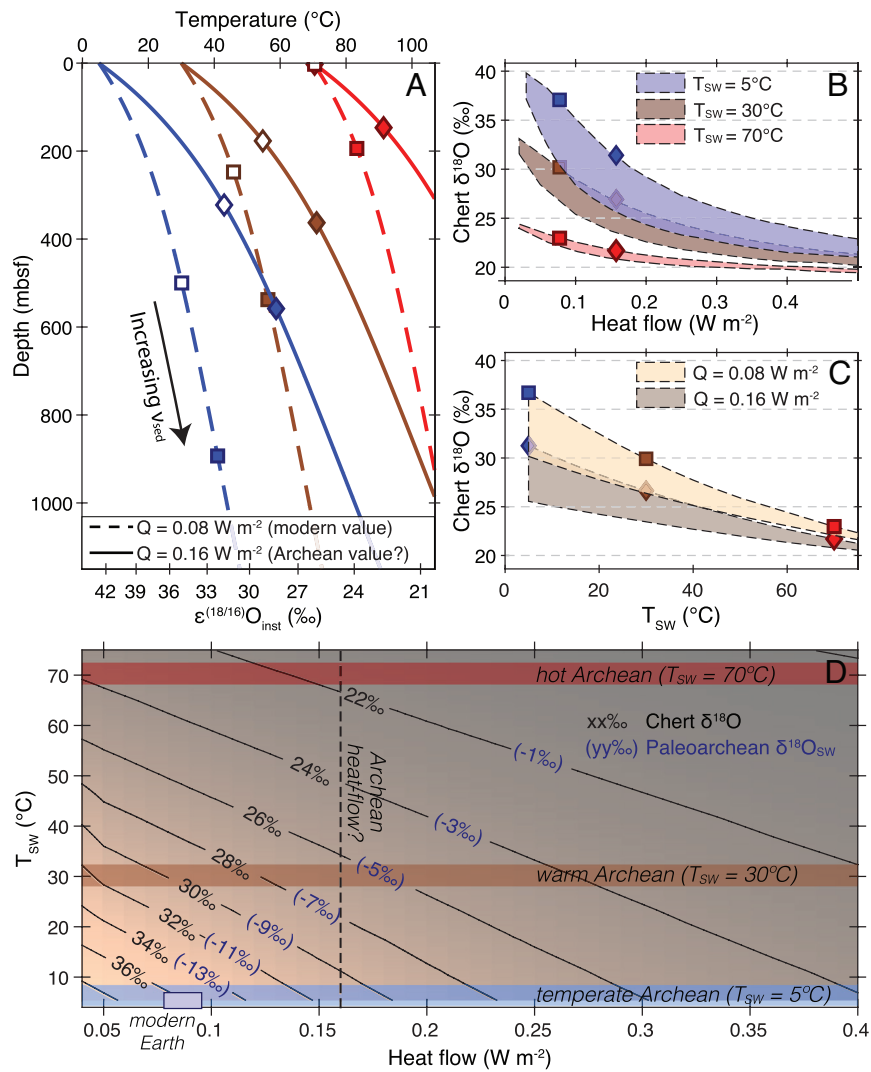 Temperature (°C)
0 20 40 60 80 100
A
0
200
400
600
800
1000
Depth (mbsf)
Increasing v_sed
Q = 0.08 W m⁻² (modern value)
Q = 0.16 W m⁻² (Archean value?)
42 39 36 33 30 27 24 21
ε(18/16)O_inst (‰)
B
40
35
30
25
20
Chert δ¹⁸O (‰)
T_SW = 5°C
T_SW = 30°C
T_SW = 70°C
0 0.1 0.2 0.3 0.4
Heat flow (W m⁻²)
C
40
35
30
25
20
Chert δ¹⁸O (‰)
Q = 0.08 W m⁻²
Q = 0.16 W m⁻²
0 20 40 60
T_SW (°C)
D
70
60
50
40
30
20
10
T_SW (°C)
hot Archean (T_SW = 70°C)
xx‰ Chert δ¹⁸O
(yy‰) Paleoarchean δ¹⁸O_SW
22‰
(-1‰)
Archean
heat-flow?
24‰
(-3‰)
26‰
(-5‰)
warm Archean (T_SW = 30°C)
28‰
(-7‰)
30‰
(-9‰)
32‰
(-11‰)
34‰
(-13‰)
36‰
temperate Archean (T_SW = 5°C)
0.05 0.1 0.15 0.2 0.25 0.3 0.35 0.4
modern
Earth
Heat flow (W m⁻²)